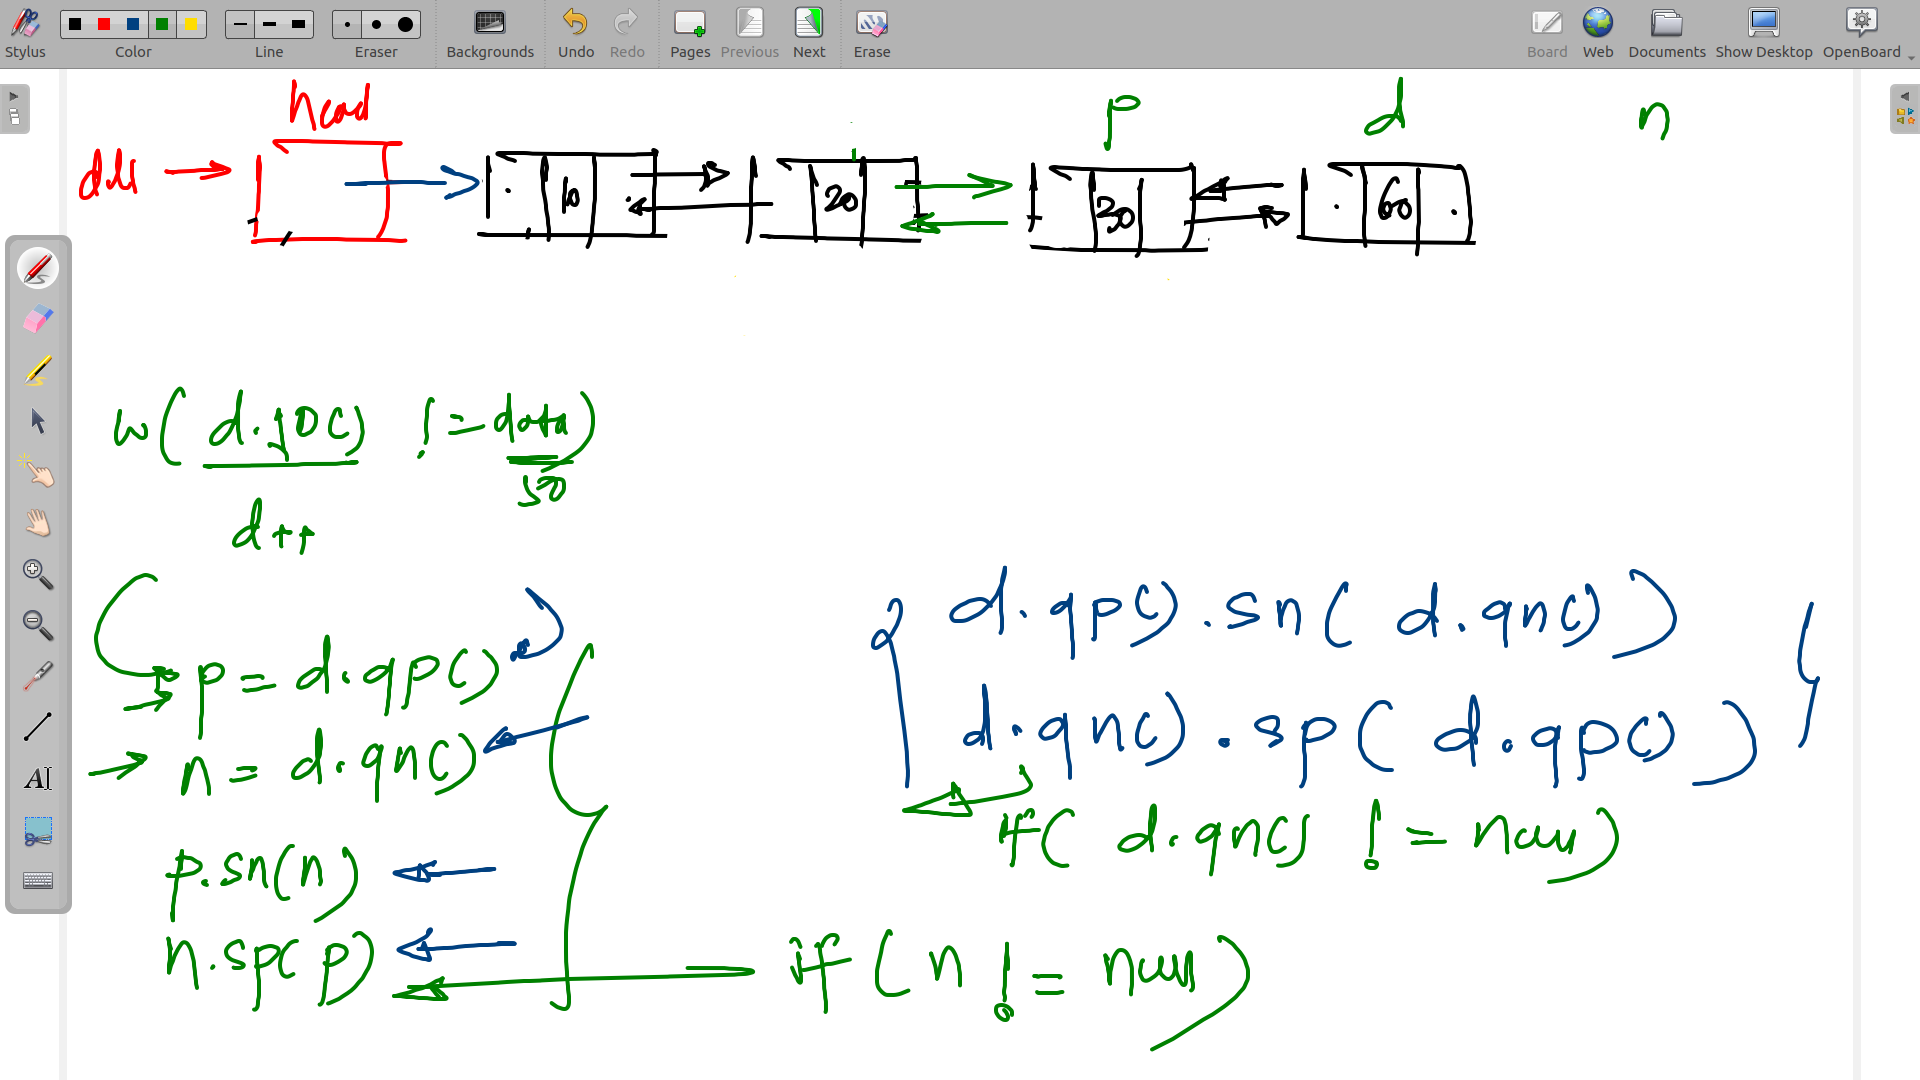 Stylus Color Line Eraser Backgrounds Undo Redo Pages Previous Next Erase Board Web Documents Show Desktop OpenBoard
head p d n
dll
10 20 30 60
w( d.gD() != data)
50
d++
p = d.gp()
n = d.gn()
p.sn(n)
n.sp(p)
d.gp().sn( d.gn() )
d.gn().sp( d.gp() )
if( d.gn() != null)
if( n != null)
AI